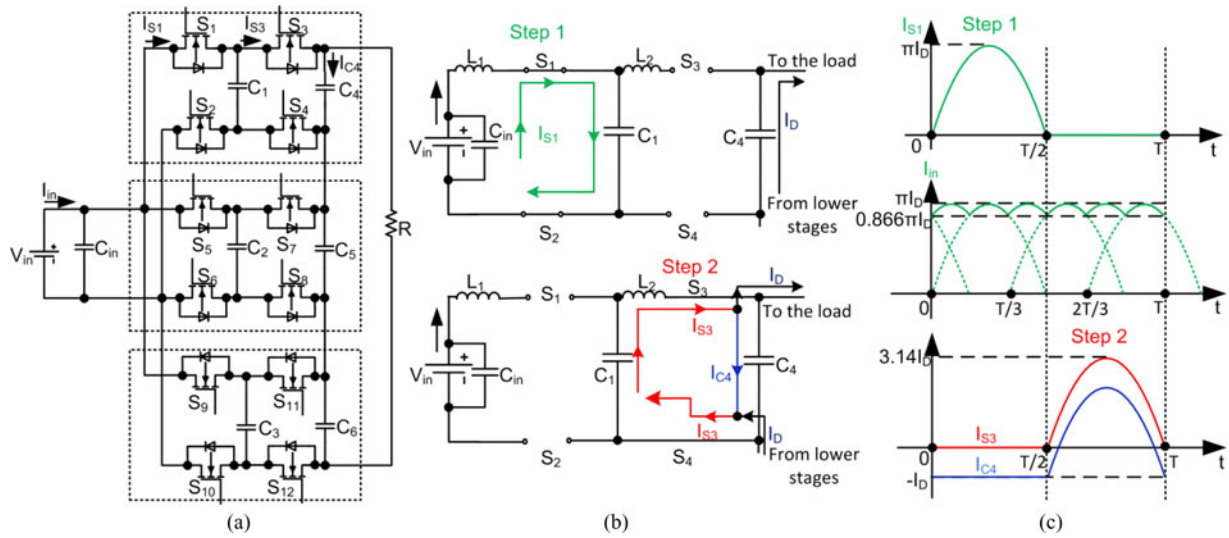 I_S1
S_1
I_S3
S_3
I_C4
C_1
C_4
S_2
S_4
I_in
V_in
C_in
S_5
S_7
C_2
C_5
S_6
S_8
R
S_9
S_11
C_3
C_6
S_10
S_12
(a)
Step 1
L_1
S_1
L_2
S_3
To the load
V_in
C_in
I_S1
C_1
C_4
I_D
From lower
stages
S_2
S_4
Step 2
L_1
S_1
L_2
S_3
I_D
To the load
V_in
C_in
C_1
I_S3
I_C4
C_4
I_S3
I_D
S_2
S_4
From lower
stages
(b)
I_S1
Step 1
πI_D
0
T/2
T
t
I_in
πI_D
0.866πI_D
0
T/3
2T/3
T
t
Step 2
3.14I_D
I_S3
0
T/2
T
t
I_C4
-I_D
(c)